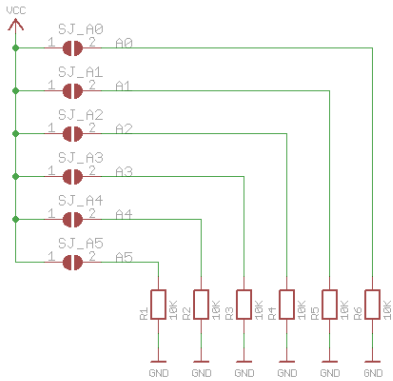 VCC
SJ_A0
1 2 A0
SJ_A1
1 2 A1
SJ_A2
1 2 A2
SJ_A3
1 2 A3
SJ_A4
1 2 A4
SJ_A5
1 2 A5
R1 10K R2 10K R3 10K R4 10K R5 10K R6 10K
GND GND GND GND GND GND